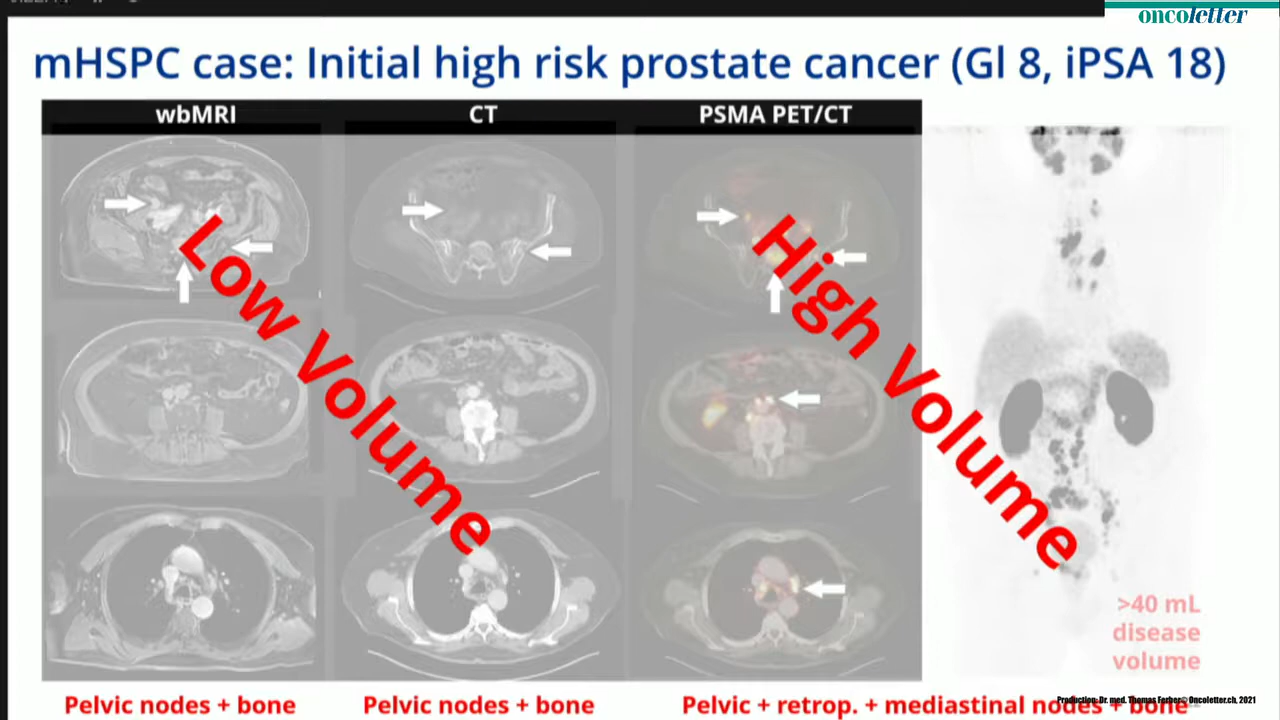 oncoletter
mHSPC case: Initial high risk prostate cancer (Gl 8, iPSA 18)
wbMRI
CT
PSMA PET/CT
Low Volume
High Volume
>40 mL
disease
volume
Pelvic nodes + bone
Pelvic nodes + bone
Pelvic + retrop. + mediastinal nodes + bone
Production: Dr. med. Thomas Ferber
Oncoletter.ch, 2021